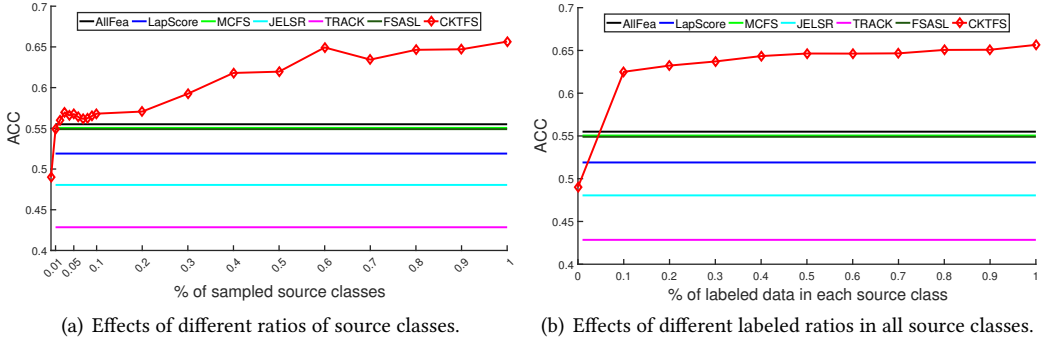 AllFea LapScore MCFS JELSR TRACK FSASL CKTFS
0.65
0.6
0.55
0.5
0.45
0.4
ACC
0.01 0.05 0.1 0.2 0.3 0.4 0.5 0.6 0.7 0.8 0.9 1
% of sampled source classes
(a) Effects of different ratios of source classes.
AllFea LapScore MCFS JELSR TRACK FSASL CKTFS
0.7
0.65
0.6
0.55
0.5
0.45
0.4
ACC
0 0.1 0.2 0.3 0.4 0.5 0.6 0.7 0.8 0.9 1
% of labeled data in each source class
(b) Effects of different labeled ratios in all source classes.